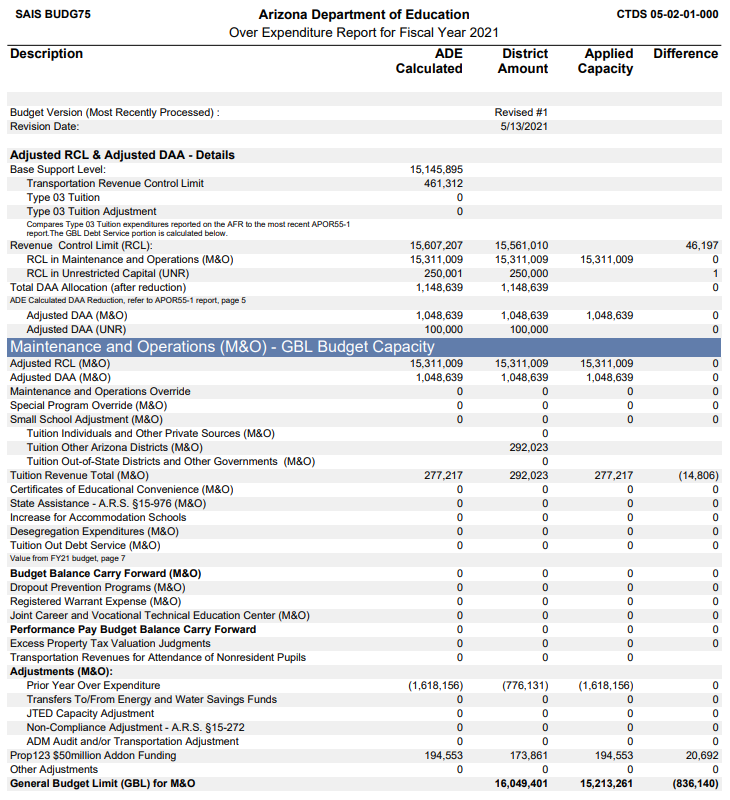 SAIS BUDG75 Arizona Department of Education CTDS 05-02-01-000
Over Expenditure Report for Fiscal Year 2021
Description ADE Calculated District Amount Applied Capacity Difference
Budget Version (Most Recently Processed) : Revised #1
Revision Date: 5/13/2021
Adjusted RCL & Adjusted DAA - Details
Base Support Level: 15,145,895
Transportation Revenue Control Limit 461,312
Type 03 Tuition 0
Type 03 Tuition Adjustment 0
Compares Type 03 Tuition expenditures reported on the AFR to the most recent APOR55-1
report.The GBL Debt Service portion is calculated below.
Revenue Control Limit (RCL): 15,607,207 15,561,010 46,197
RCL in Maintenance and Operations (M&O) 15,311,009 15,311,009 15,311,009 0
RCL in Unrestricted Capital (UNR) 250,001 250,000 1
Total DAA Allocation (after reduction) 1,148,639 1,148,639 0
ADE Calculated DAA Reduction, refer to APOR55-1 report, page 5
Adjusted DAA (M&O) 1,048,639 1,048,639 1,048,639 0
Adjusted DAA (UNR) 100,000 100,000 0
Maintenance and Operations (M&O) - GBL Budget Capacity
Adjusted RCL (M&O) 15,311,009 15,311,009 15,311,009 0
Adjusted DAA (M&O) 1,048,639 1,048,639 1,048,639 0
Maintenance and Operations Override 0 0 0 0
Special Program Override (M&O) 0 0 0 0
Small School Adjustment (M&O) 0 0 0 0
Tuition Individuals and Other Private Sources (M&O) 0
Tuition Other Arizona Districts (M&O) 292,023
Tuition Out-of-State Districts and Other Governments (M&O) 0
Tuition Revenue Total (M&O) 277,217 292,023 277,217 (14,806)
Certificates of Educational Convenience (M&O) 0 0 0 0
State Assistance - A.R.S. §15-976 (M&O) 0 0 0 0
Increase for Accommodation Schools 0 0 0 0
Desegregation Expenditures (M&O) 0 0 0 0
Tuition Out Debt Service (M&O) 0 0 0 0
Value from FY21 budget, page 7
Budget Balance Carry Forward (M&O) 0 0 0 0
Dropout Prevention Programs (M&O) 0 0 0 0
Registered Warrant Expense (M&O) 0 0 0 0
Joint Career and Vocational Technical Education Center (M&O) 0 0 0 0
Performance Pay Budget Balance Carry Forward 0 0 0 0
Excess Property Tax Valuation Judgments 0 0 0 0
Transportation Revenues for Attendance of Nonresident Pupils 0 0 0
Adjustments (M&O):
Prior Year Over Expenditure (1,618,156) (776,131) (1,618,156) 0
Transfers To/From Energy and Water Savings Funds 0 0 0 0
JTED Capacity Adjustment 0 0 0 0
Non-Compliance Adjustment - A.R.S. §15-272 0 0 0 0
ADM Audit and/or Transportation Adjustment 0 0 0 0
Prop123 $50million Addon Funding 194,553 173,861 194,553 20,692
Other Adjustments 0 0 0 0
General Budget Limit (GBL) for M&O 16,049,401 15,213,261 (836,140)